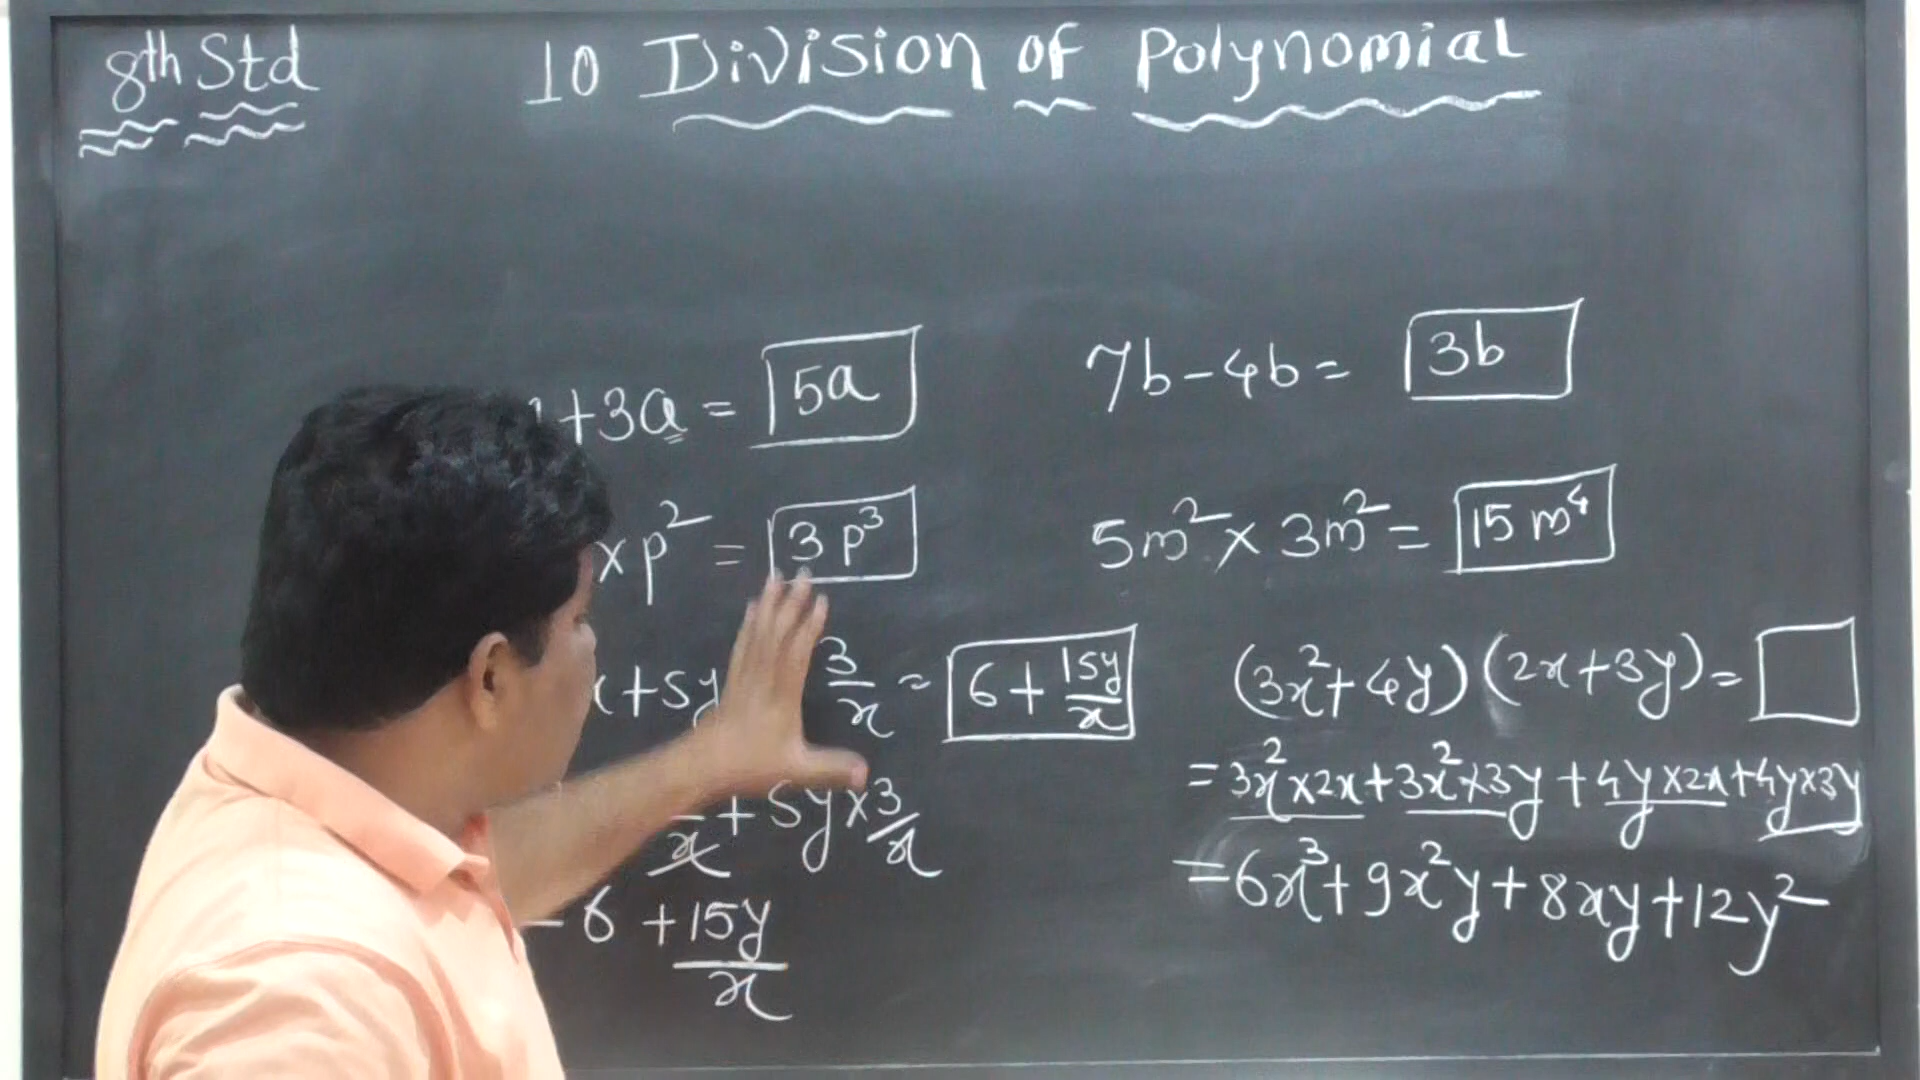 8th Std
10 Division of Polynomial
+3a = 5a
7b-4b= 3b
×p² = 3p³
5m²×3m²= 15m⁴
x+5y 3/x = 6+15y/x
(3x²+4y)(2x+3y)=
/x+5y×3/x
=3x²×2x+3x²×3y+4y×2x+4y×3y
=6 +15y/x
=6x³+9x²y+8xy+12y²